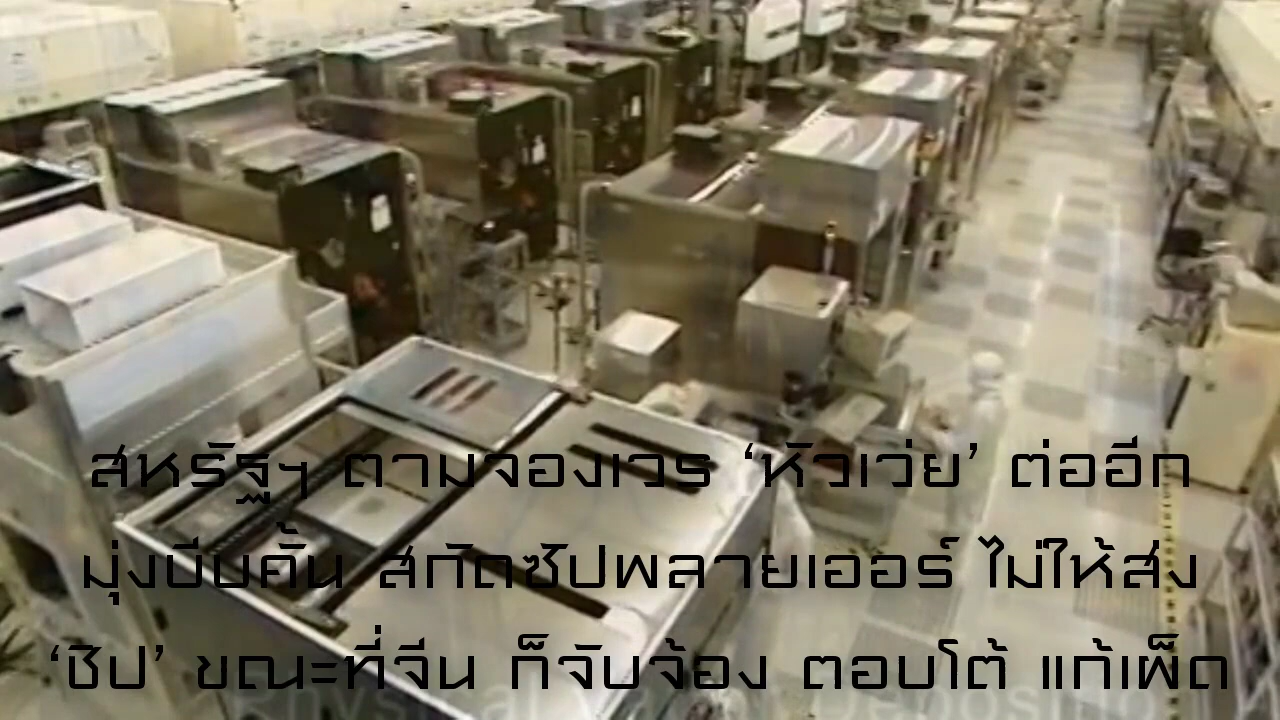 สหรัฐฯ ตามจองเวร ‘หัวเว่ย’ ต่ออีก
มุ่งบีบคั้น สกัดซัปพลายเออร์ ไม่ให้ส่ง
‘ชิป’ ขณะที่จีน ก็จับจ้อง ตอบโต้ แก้เผ็ด
Physical Vapor Deposition